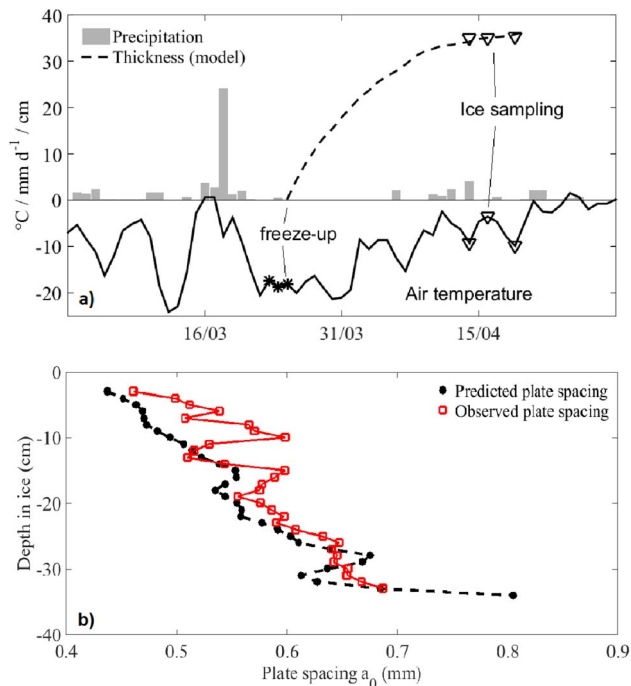 40
30
20
10
0
-10
-20
°C / mm d⁻¹ / cm
Precipitation
Thickness (model)
Ice sampling
freeze-up
Air temperature
a)
16/03
31/03
15/04
0
-10
-20
-30
-40
Depth in ice (cm)
Predicted plate spacing
Observed plate spacing
b)
0.4
0.5
0.6
0.7
0.8
0.9
Plate spacing a₀ (mm)